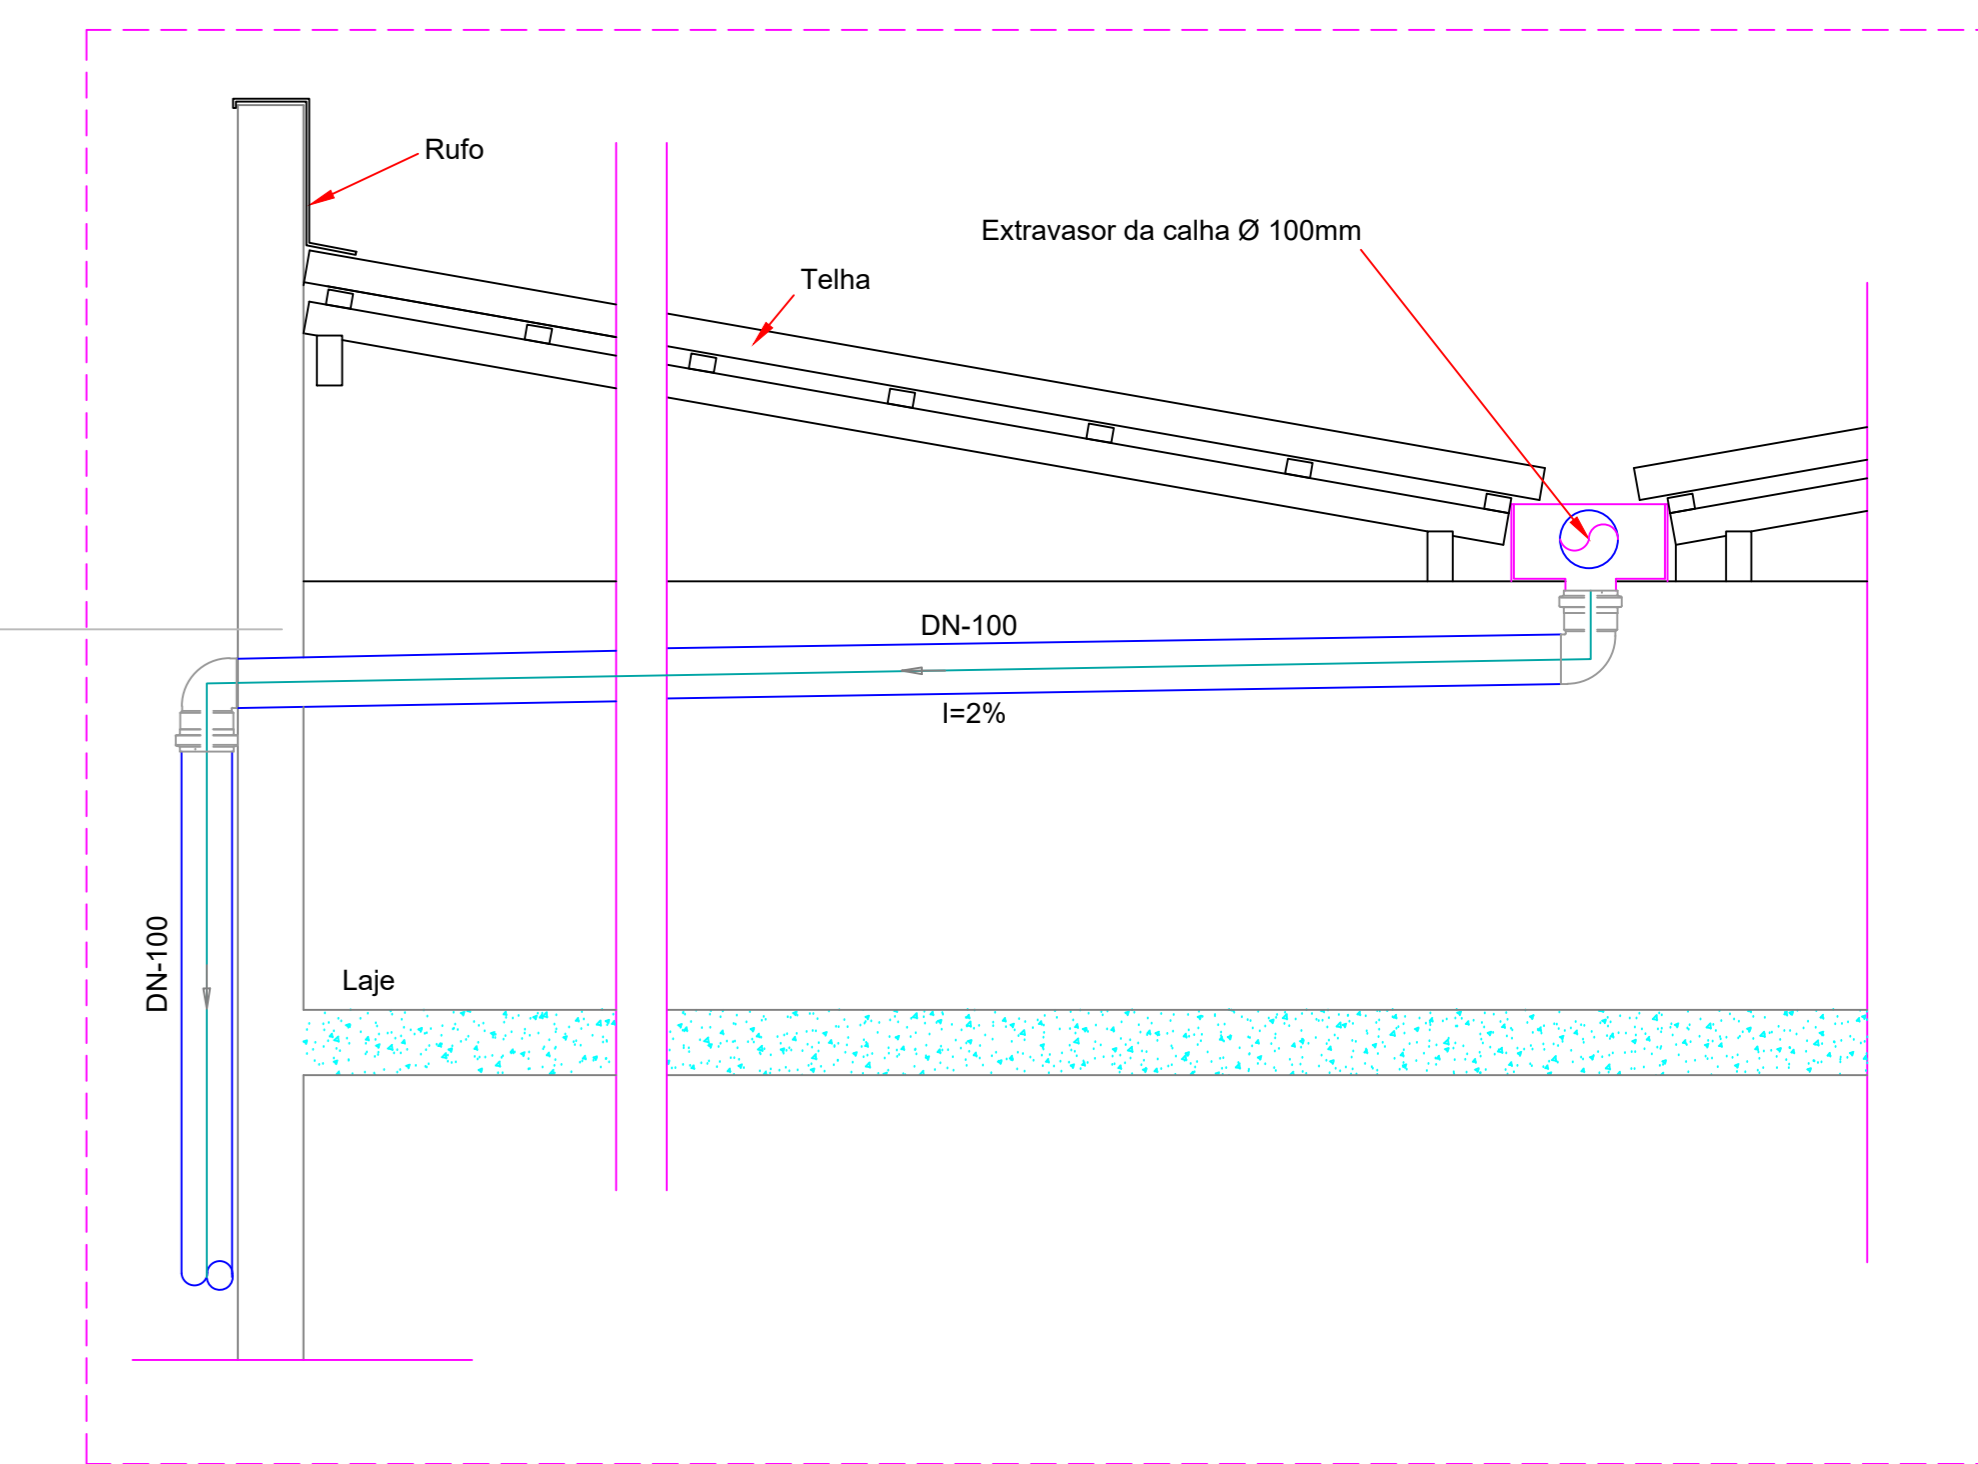 Rufo
Extravasor da calha Ø 100mm
Telha
DN-100
I=2%
DN-100
Laje